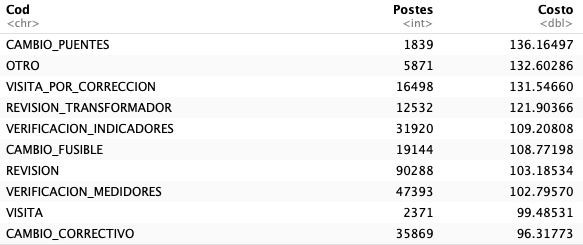 Cod Postes Costo
<chr> <int> <dbl>
CAMBIO_PUENTES 1839 136.16497
OTRO 5871 132.60286
VISITA_POR_CORRECCION 16498 131.54660
REVISION_TRANSFORMADOR 12532 121.90366
VERIFICACION_INDICADORES 31920 109.20808
CAMBIO_FUSIBLE 19144 108.77198
REVISION 90288 103.18534
VERIFICACION_MEDIDORES 47393 102.79570
VISITA 2371 99.48531
CAMBIO_CORRECTIVO 35869 96.31773